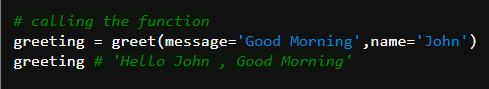 # calling the function
greeting = greet(message='Good Morning',name='John')
greeting # 'Hello John , Good Morning'